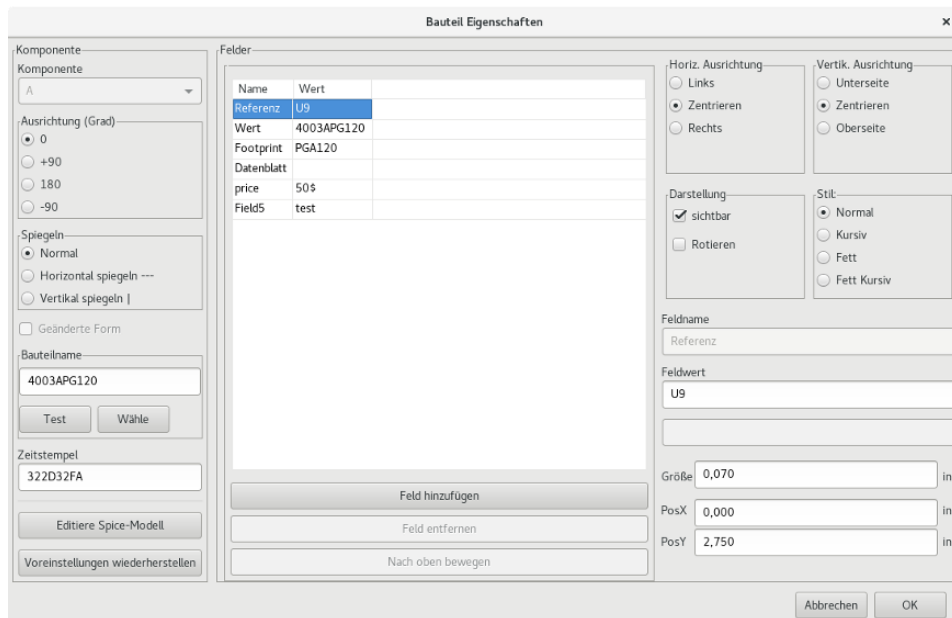 Bauteil Eigenschaften
×
Komponente
Komponente
A
Ausrichtung (Grad)
0
+90
180
-90
Spiegeln
Normal
Horizontal spiegeln ---
Vertikal spiegeln |
Geänderte Form
Bauteilname
4003APG120
Test Wähle
Zeitstempel
322D32FA
Editiere Spice-Modell
Voreinstellungen wiederherstellen
Felder
Name Wert
Referenz U9
Wert 4003APG120
Footprint PGA120
Datenblatt
price 50$
Field5 test
Feld hinzufügen
Feld entfernen
Nach oben bewegen
Horiz. Ausrichtung
Links
Zentrieren
Rechts
Vertik. Ausrichtung
Unterseite
Zentrieren
Oberseite
Darstellung
sichtbar
Rotieren
Stil:
Normal
Kursiv
Fett
Fett Kursiv
Feldname
Referenz
Feldwert
U9
Größe 0,070 in
PosX 0,000 in
PosY 2,750 in
Abbrechen OK